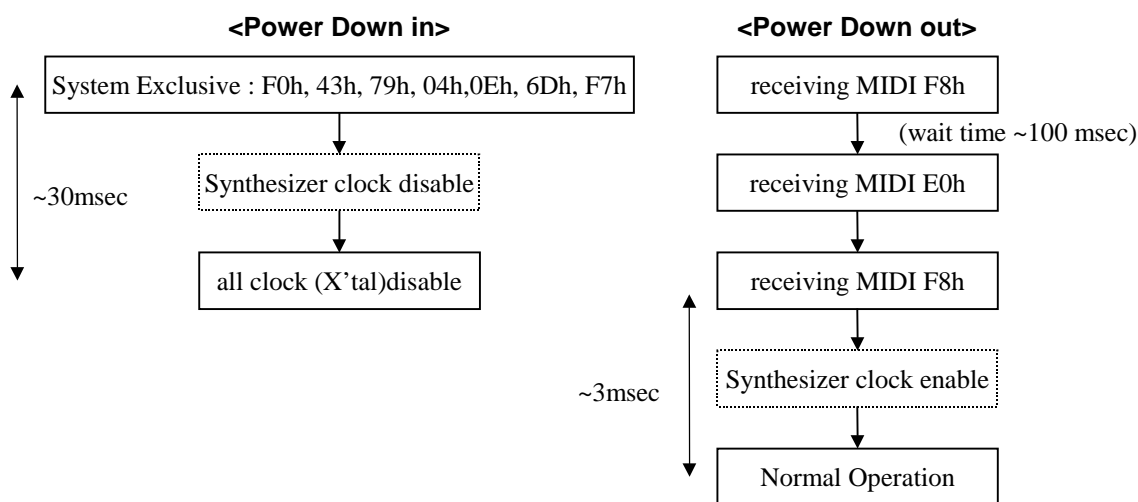 <Power Down in>
System Exclusive : F0h, 43h, 79h, 04h,0Eh, 6Dh, F7h
Synthesizer clock disable
~30msec
all clock (X'tal)disable
<Power Down out>
receiving MIDI F8h
(wait time ~100 msec)
receiving MIDI E0h
receiving MIDI F8h
Synthesizer clock enable
~3msec
Normal Operation